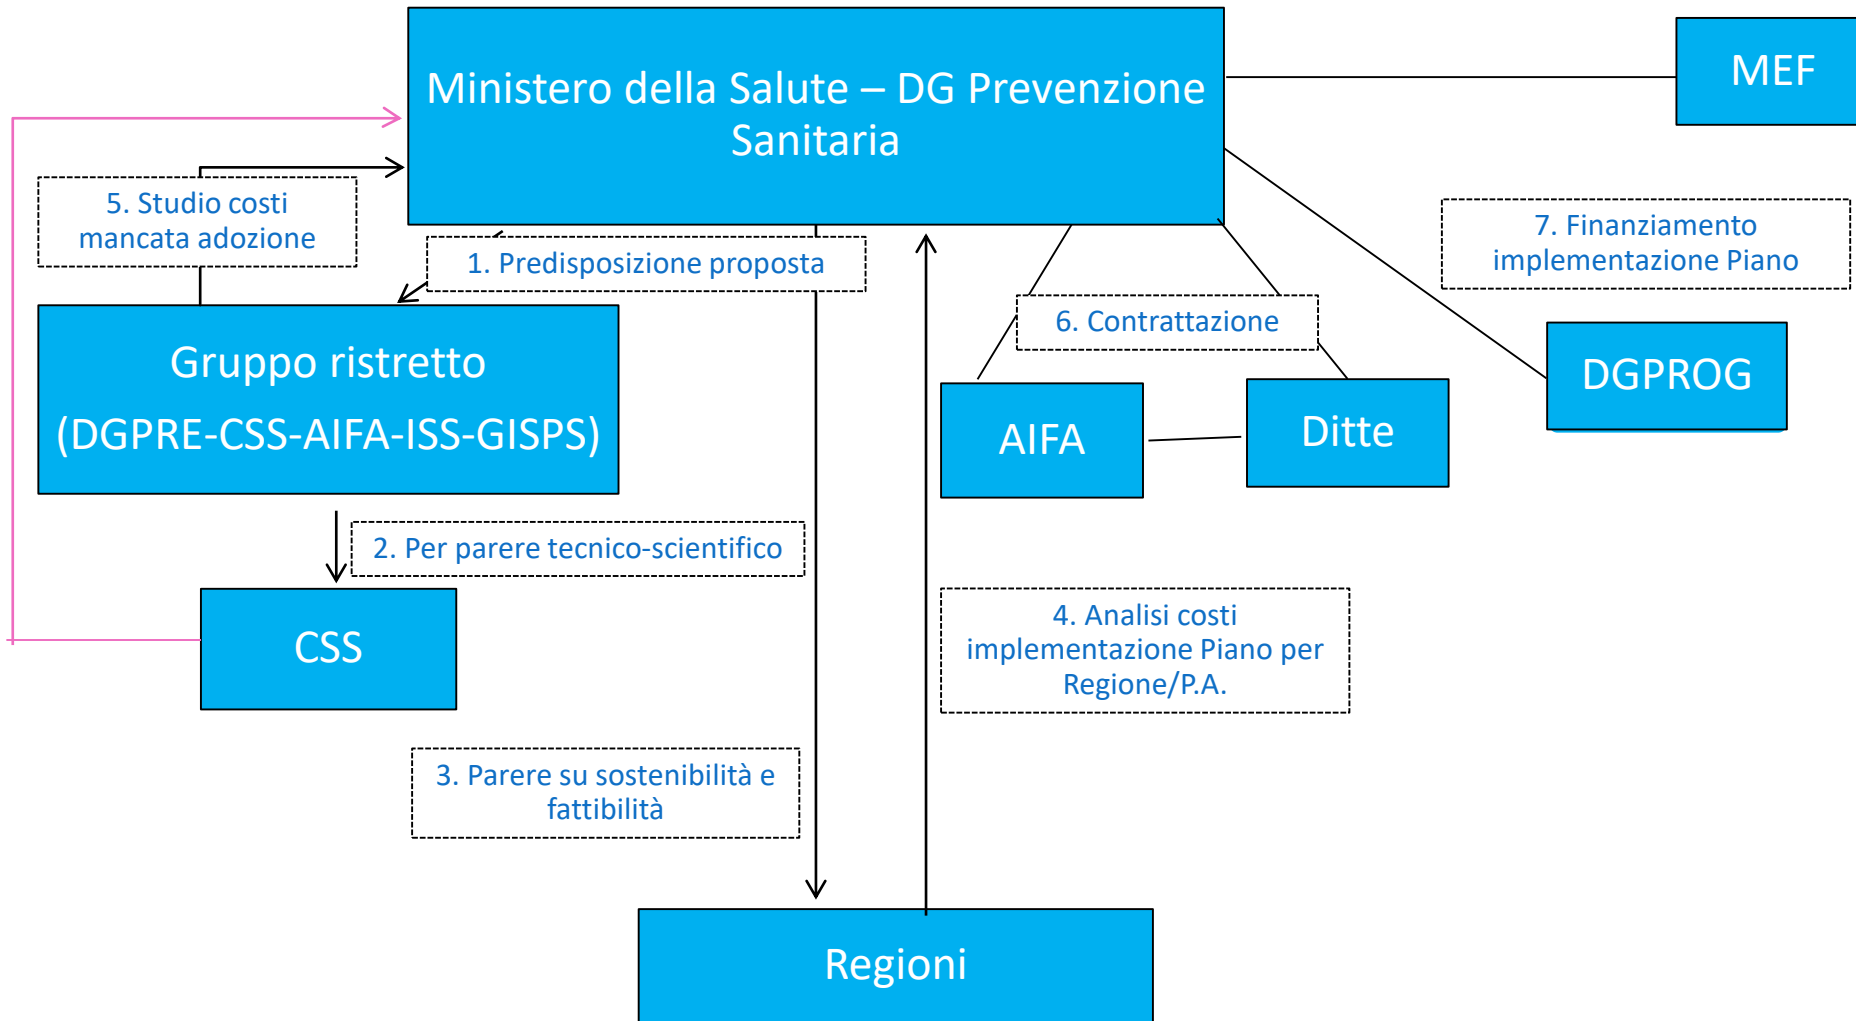 Ministero della Salute – DG Prevenzione
Sanitaria
MEF
5. Studio costi
mancata adozione
1. Predisposizione proposta
7. Finanziamento
implementazione Piano
6. Contrattazione
Gruppo ristretto
(DGPRE-CSS-AIFA-ISS-GISPS)
AIFA
Ditte
DGPROG
2. Per parere tecnico-scientifico
CSS
4. Analisi costi
implementazione Piano per
Regione/P.A.
3. Parere su sostenibilità e
fattibilità
Regioni